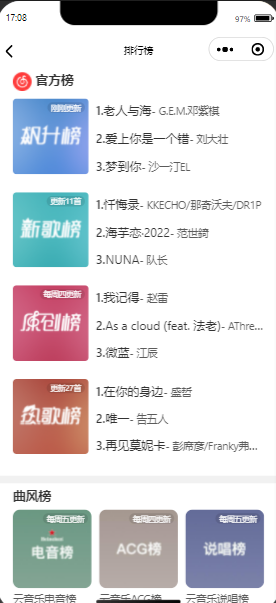 17:08
97%
排行榜
官方榜
刚刚更新
飙升榜
1.老人与海- G.E.M.邓紫棋
2.爱上你是一个错- 刘大壮
3.梦到你- 沙一汀EL
更新11首
新歌榜
1.忏悔录- KKECHO/那奇沃夫/DR1P
2.海芋恋·2022- 范世錡
3.NUNA- 队长
每周四更新
原创榜
1.我记得- 赵雷
2.As a cloud (feat. 法老)- AThre...
3.微蓝- 江辰
更新27首
热歌榜
1.在你的身边- 盛哲
2.唯一- 告五人
3.再见莫妮卡- 彭席彦/Franky弗...
曲风榜
每周五更新
电音榜
云音乐电音榜
每周四更新
ACG榜
云音乐ACG榜
每周五更新
说唱榜
云音乐说唱榜